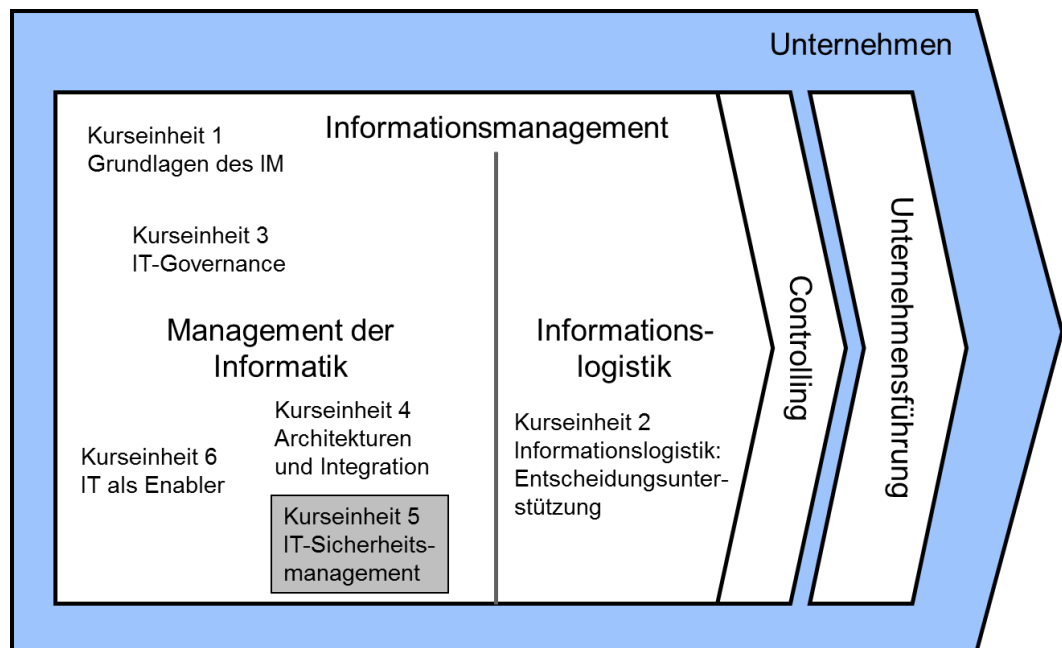 Unternehmen
Informationsmanagement
Kurseinheit 1
Grundlagen des IM
Kurseinheit 3
IT-Governance
Management der
Informatik
Kurseinheit 4
Architekturen
und Integration
Kurseinheit 6
IT als Enabler
Kurseinheit 5
IT-Sicherheits-
management
Informations-
logistik
Kurseinheit 2
Informationslogistik:
Entscheidungsunter-
stützung
Controlling
Unternehmensführung